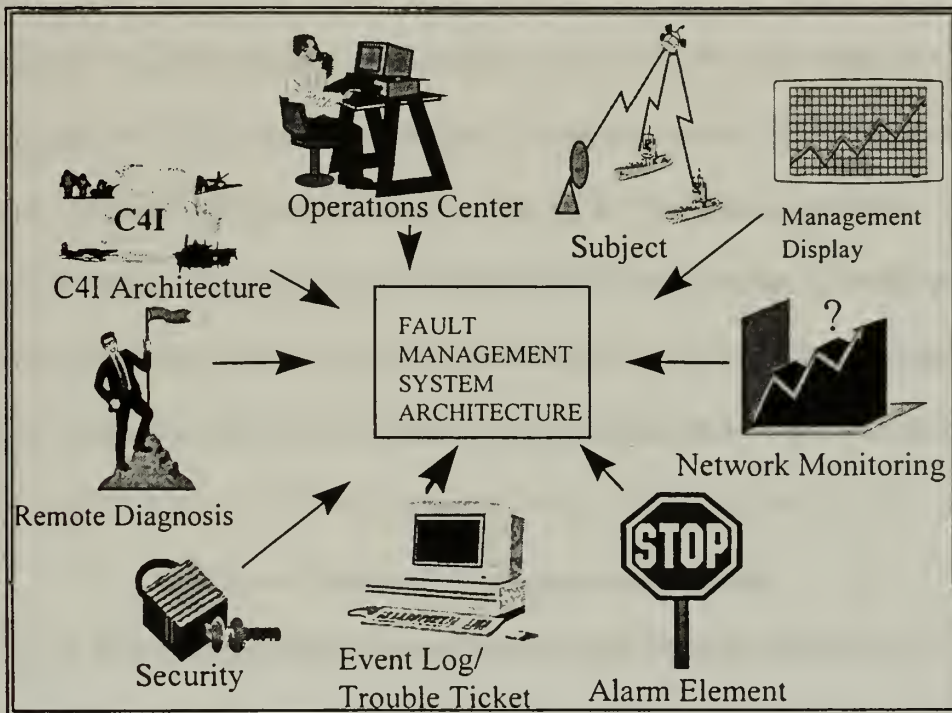 Operations Center
Subject
Management
Display
C4I
C4I Architecture
FAULT
MANAGEMENT
SYSTEM
ARCHITECTURE
?
Network Monitoring
Remote Diagnosis
STOP
Security
Event Log/
Trouble Ticket
Alarm Element